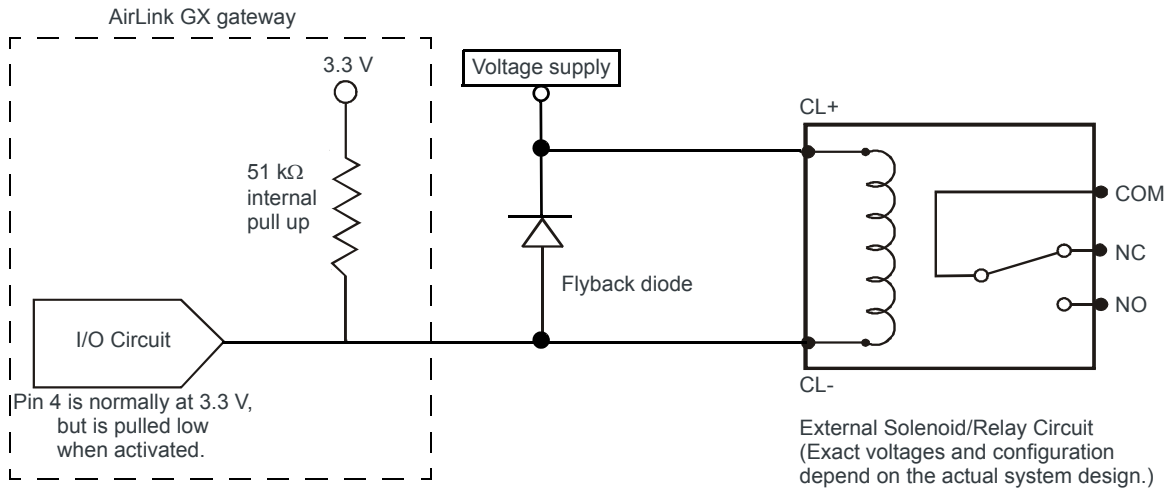 AirLink GX gateway
3.3 V
51 kΩ
internal
pull up
I/O Circuit
Pin 4 is normally at 3.3 V,
but is pulled low
when activated.
Voltage supply
Flyback diode
CL+
COM
NC
NO
CL-
External Solenoid/Relay Circuit
(Exact voltages and configuration
depend on the actual system design.)